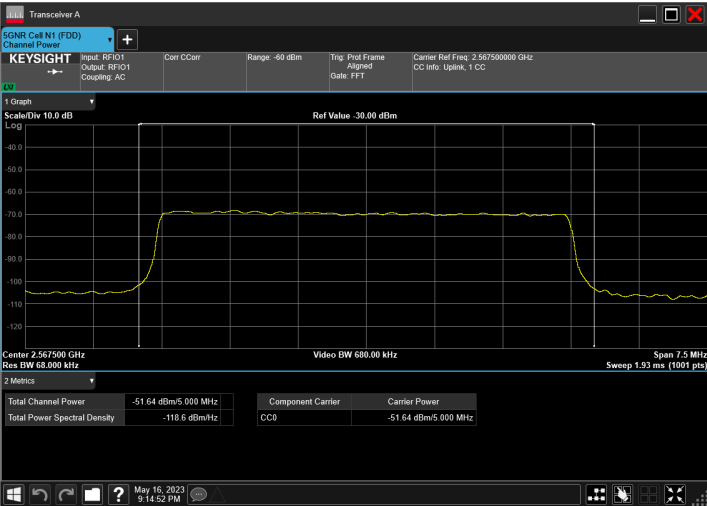 Transceiver A
5GNR Cell N1 (FDD)
Channel Power
KEYSIGHT
Input: RFIO1
Output: RFIO1
Coupling: AC
Corr CCorr
Range: -60 dBm
Trig: Prot Frame
Aligned
Gate: FFT
Carrier Ref Freq: 2.567500000 GHz
CC Info: Uplink, 1 CC
LXI
1 Graph
Scale/Div 10.0 dB
Ref Value -30.00 dBm
Log
-40.0
-50.0
-60.0
-70.0
-80.0
-90.0
-100
-110
-120
Center 2.567500 GHz
Video BW 680.00 kHz
Span 7.5 MHz
Res BW 68.000 kHz
Sweep 1.93 ms (1001 pts)
2 Metrics
Total Channel Power -51.64 dBm/5.000 MHz
Total Power Spectral Density -118.6 dBm/Hz
Component Carrier Carrier Power
CC0 -51.64 dBm/5.000 MHz
May 16, 2023
9:14:52 PM